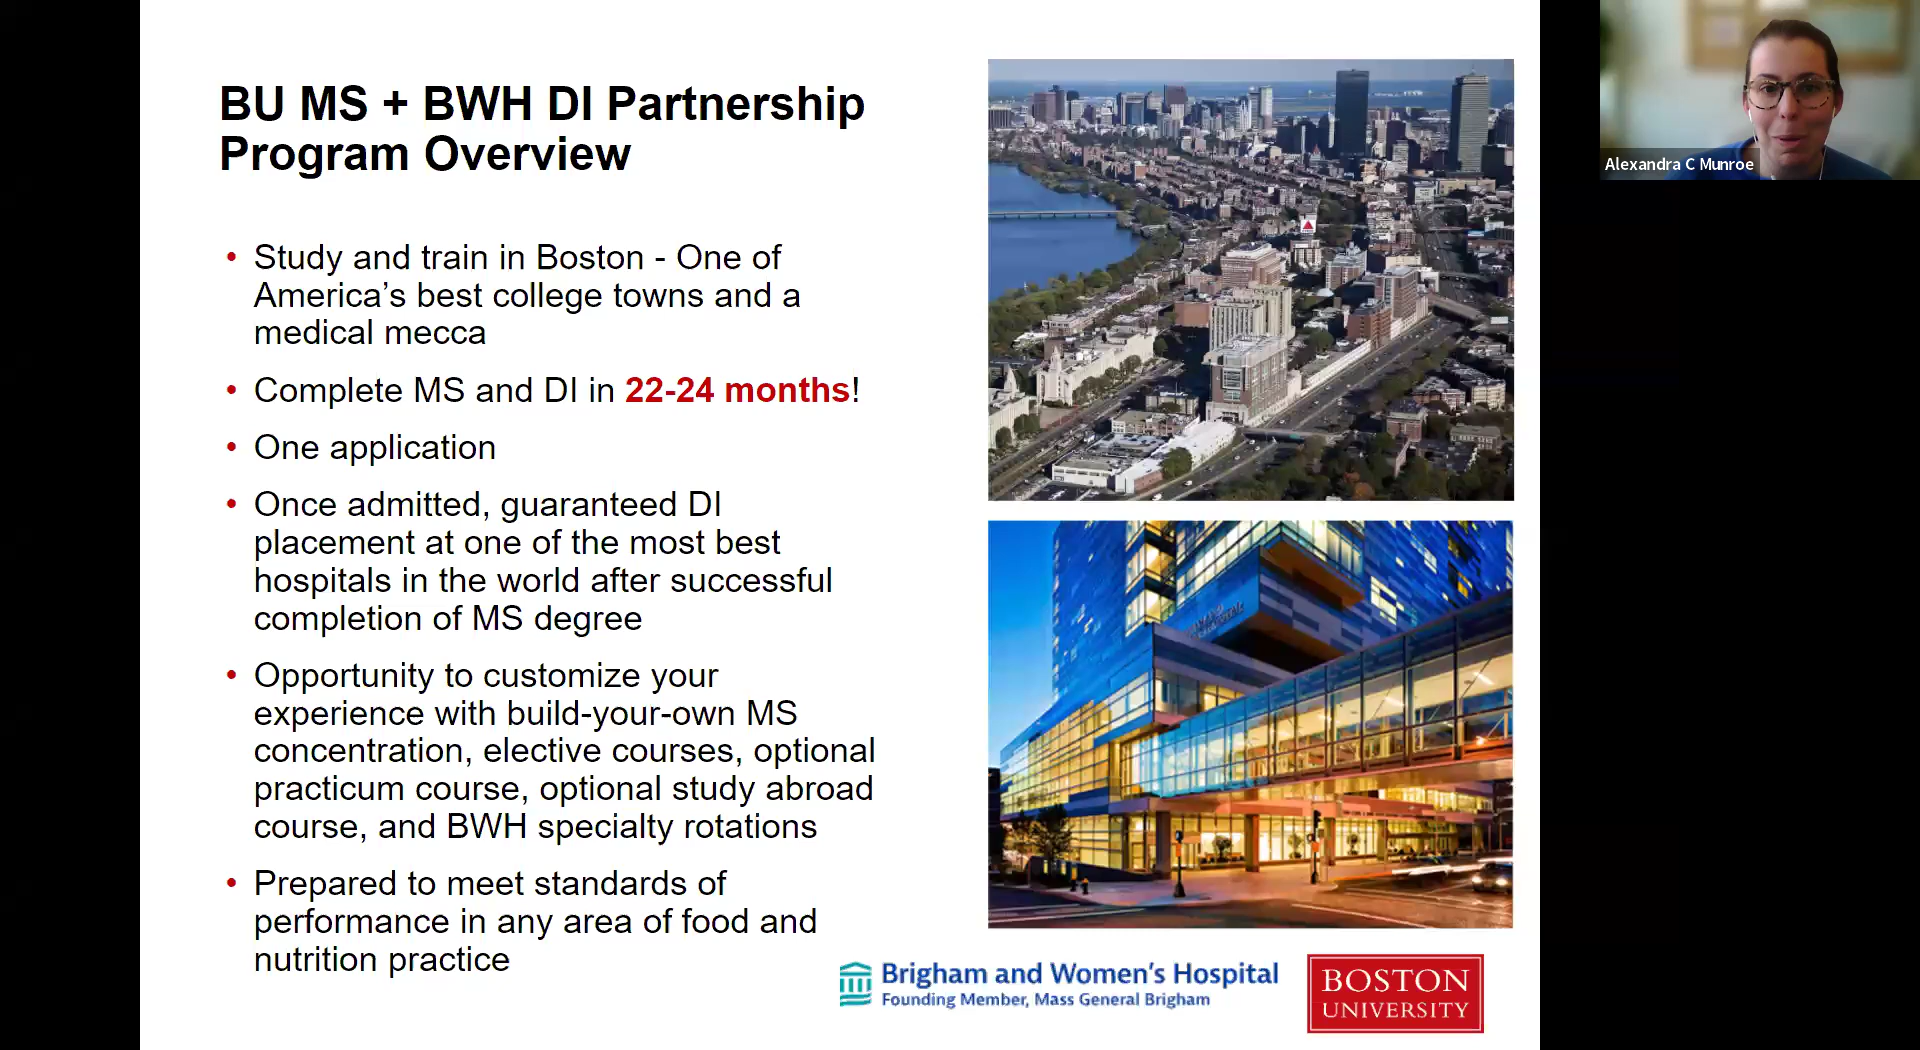 BU MS + BWH DI Partnership
Program Overview
• Study and train in Boston - One of
America’s best college towns and a
medical mecca
• Complete MS and DI in 22-24 months!
• One application
• Once admitted, guaranteed DI
placement at one of the most best
hospitals in the world after successful
completion of MS degree
• Opportunity to customize your
experience with build-your-own MS
concentration, elective courses, optional
practicum course, optional study abroad
course, and BWH specialty rotations
• Prepared to meet standards of
performance in any area of food and
nutrition practice
Brigham and Women’s Hospital
Founding Member, Mass General Brigham
BOSTON
UNIVERSITY
Alexandra C Munroe